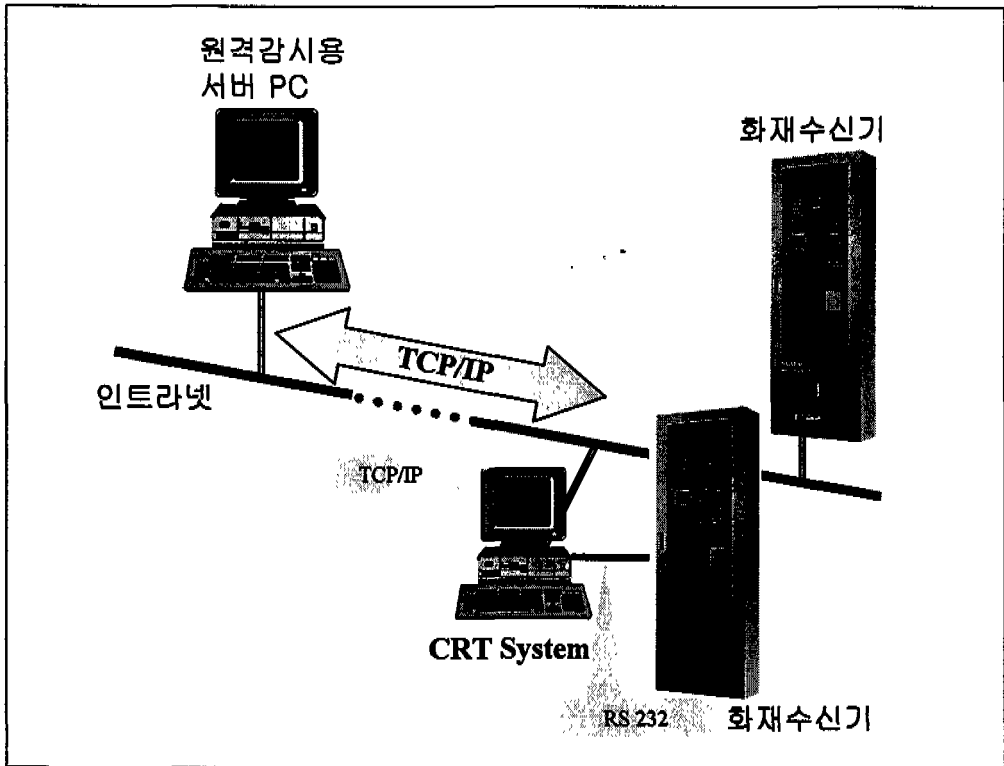 원격감시용
서버 PC
화재수신기
TCP/IP
인트라넷
TCP/IP
CRT System
RS 232
화재수신기